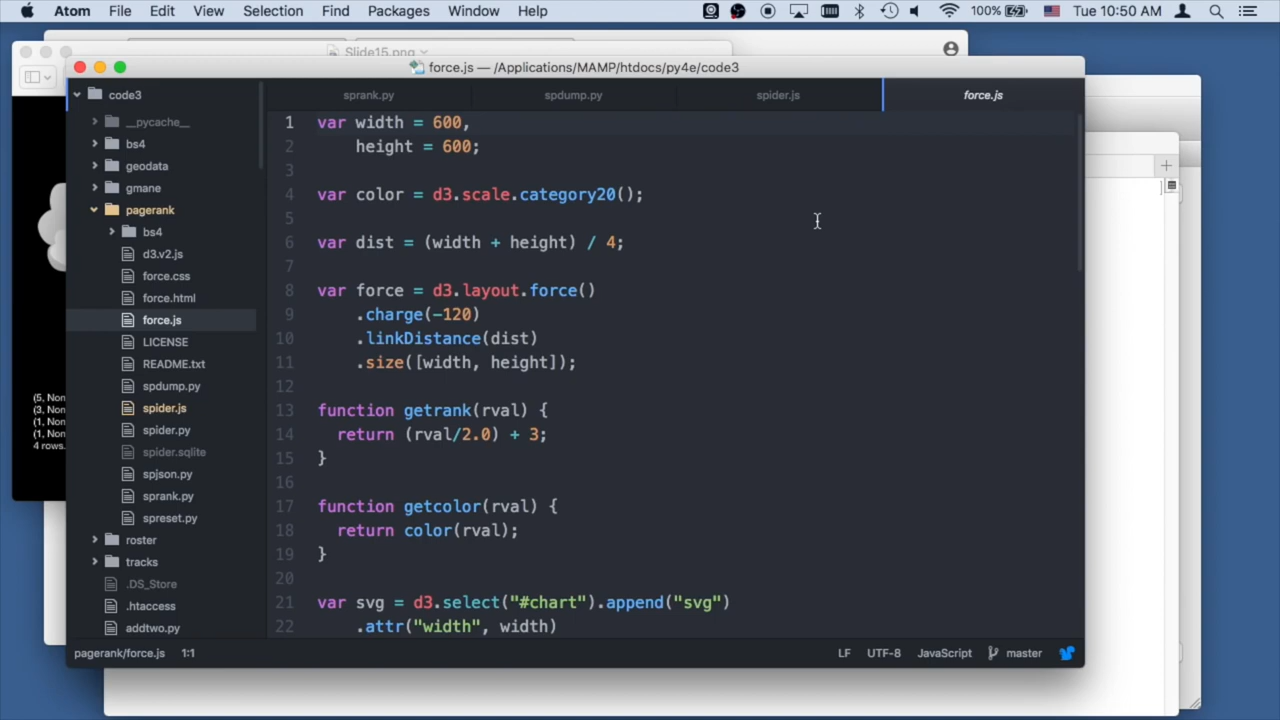 Atom File Edit View Selection Find Packages Window Help 100% Tue 10:50 AM
Slide15.png
force.js — /Applications/MAMP/htdocs/py4e/code3
code3
__pycache__
bs4
geodata
gmane
pagerank
bs4
d3.v2.js
force.css
force.html
force.js
LICENSE
README.txt
spdump.py
spider.js
spider.py
spider.sqlite
spjson.py
sprank.py
spreset.py
roster
tracks
.DS_Store
.htaccess
addtwo.py
sprank.py spdump.py spider.js force.js
1 var width = 600,
2 height = 600;
3
4 var color = d3.scale.category20();
5
6 var dist = (width + height) / 4;
7
8 var force = d3.layout.force()
9 .charge(-120)
10 .linkDistance(dist)
11 .size([width, height]);
12
13 function getrank(rval) {
14 return (rval/2.0) + 3;
15 }
16
17 function getcolor(rval) {
18 return color(rval);
19 }
20
21 var svg = d3.select("#chart").append("svg")
22 .attr("width", width)
(5, Non
(3, Non
(1, Non
(1, Non
4 rows.
pagerank/force.js 1:1 LF UTF-8 JavaScript master